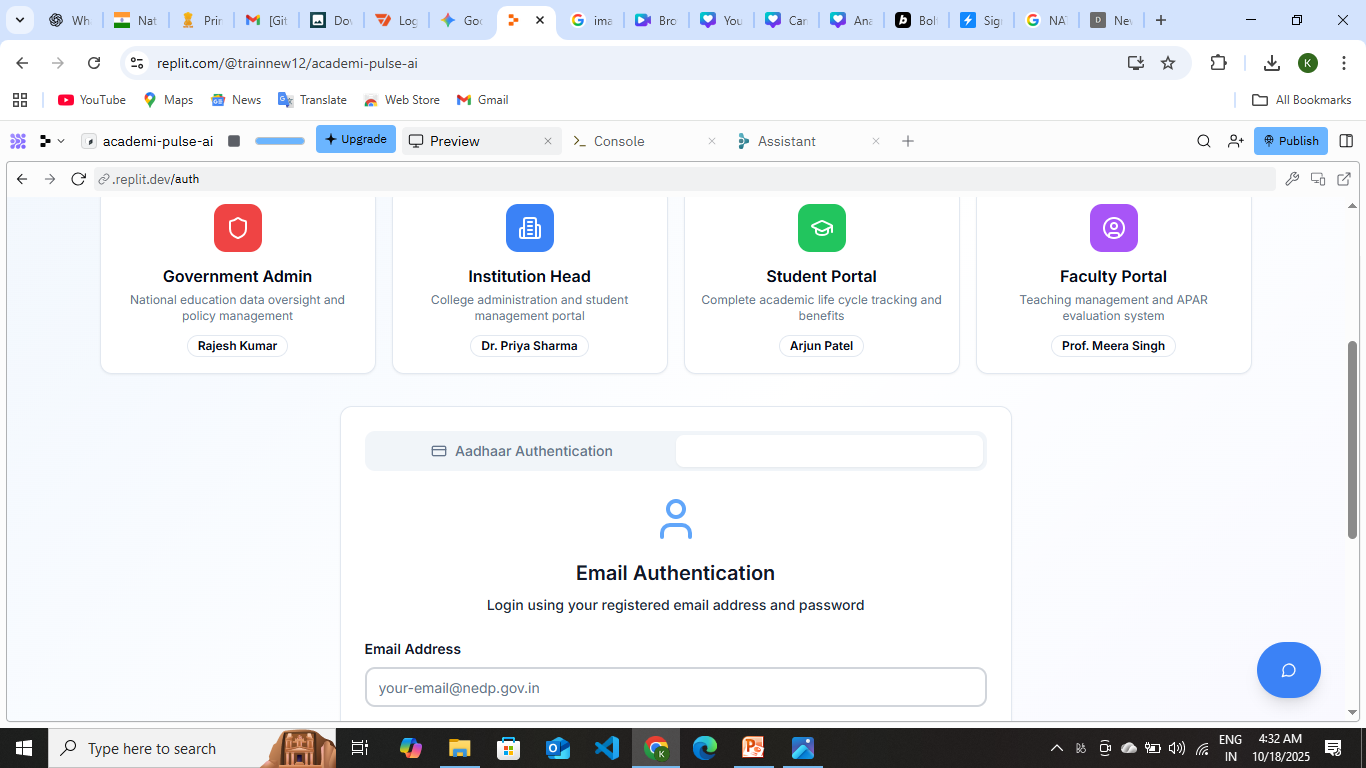 Wh
Nat
Prir
[Git
Dov
Log
Goo
ima
Bro
You
Can
Ana
Bolt
Sig
NAT
Nev
replit.com/@trainnew12/academi-pulse-ai
K
YouTube
Maps
News
Translate
Web Store
Gmail
All Bookmarks
academi-pulse-ai
Upgrade
Preview
Console
Assistant
Publish
.replit.dev/auth
Government Admin
National education data oversight and
policy management
Rajesh Kumar
Institution Head
College administration and student
management portal
Dr. Priya Sharma
Student Portal
Complete academic life cycle tracking and
benefits
Arjun Patel
Faculty Portal
Teaching management and APAR
evaluation system
Prof. Meera Singh
Aadhaar Authentication
Email Authentication
Login using your registered email address and password
Email Address
your-email@nedp.gov.in
Type here to search
ENG
IN
4:32 AM
10/18/2025